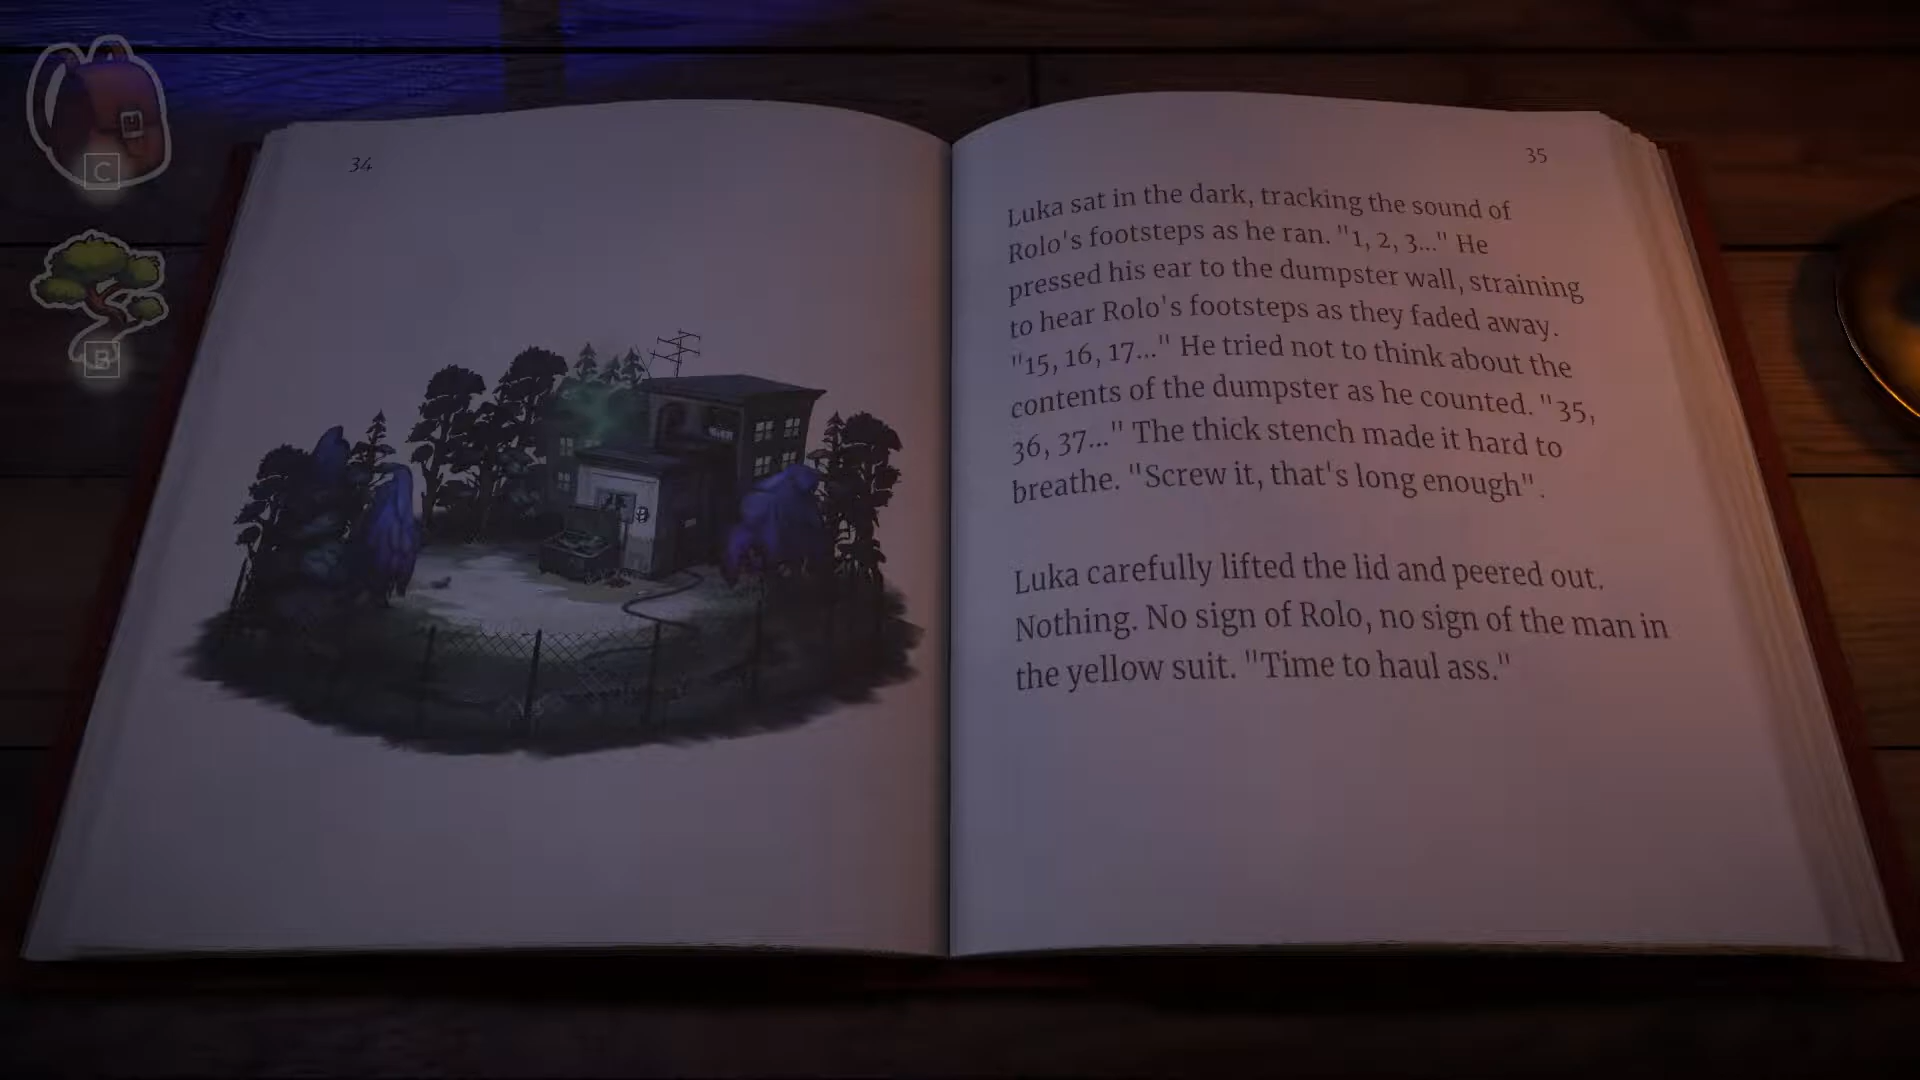 34
35
Luka sat in the dark, tracking the sound of
Rolo's footsteps as he ran. "1, 2, 3..." He
pressed his ear to the dumpster wall, straining
to hear Rolo's footsteps as they faded away.
"15, 16, 17..." He tried not to think about the
contents of the dumpster as he counted. "35,
36, 37..." The thick stench made it hard to
breathe. "Screw it, that's long enough".
Luka carefully lifted the lid and peered out.
Nothing. No sign of Rolo, no sign of the man in
the yellow suit. "Time to haul ass."
C
B